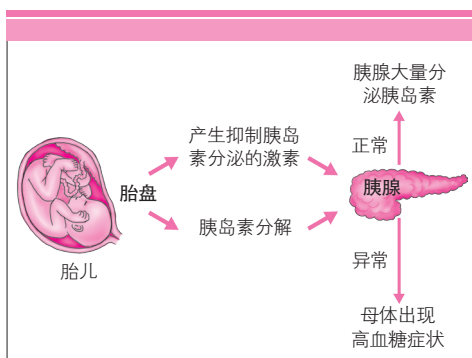 胰腺大量分
泌胰岛素
产生抑制胰岛
素分泌的激素
正常
胎盘
胰腺
胰岛素分解
胎儿
异常
母体出现
高血糖症状